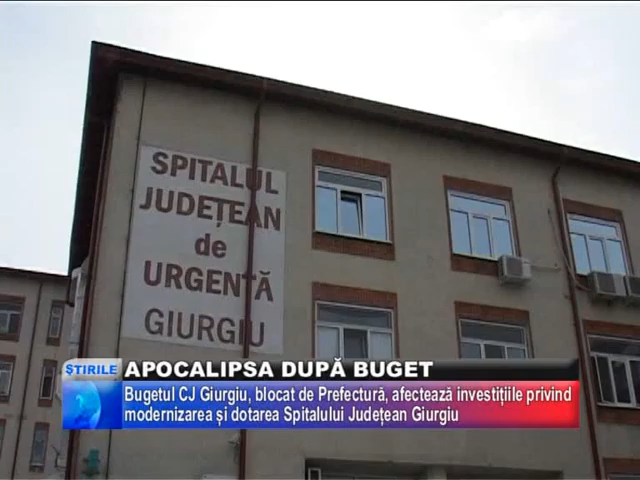 SPITALUL
JUDEȚEAN
de
URGENȚĂ
GIURGIU
ŞTIRILE
APOCALIPSA DUPĂ BUGET
Bugetul CJ Giurgiu, blocat de Prefectură, afectează investițiile privind
modernizarea și dotarea Spitalului Județean Giurgiu